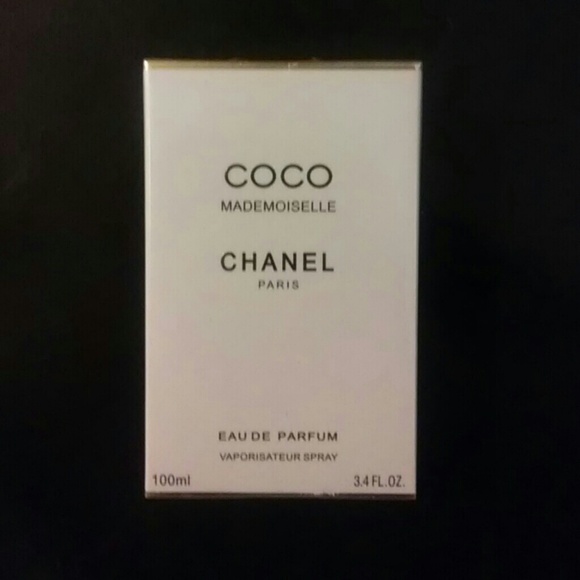 COCO
MADEMOISELLE
CHANEL
PARIS
EAU DE PARFUM
VAPORISATEUR SPRAY
100ml 3.4 FL.OZ.